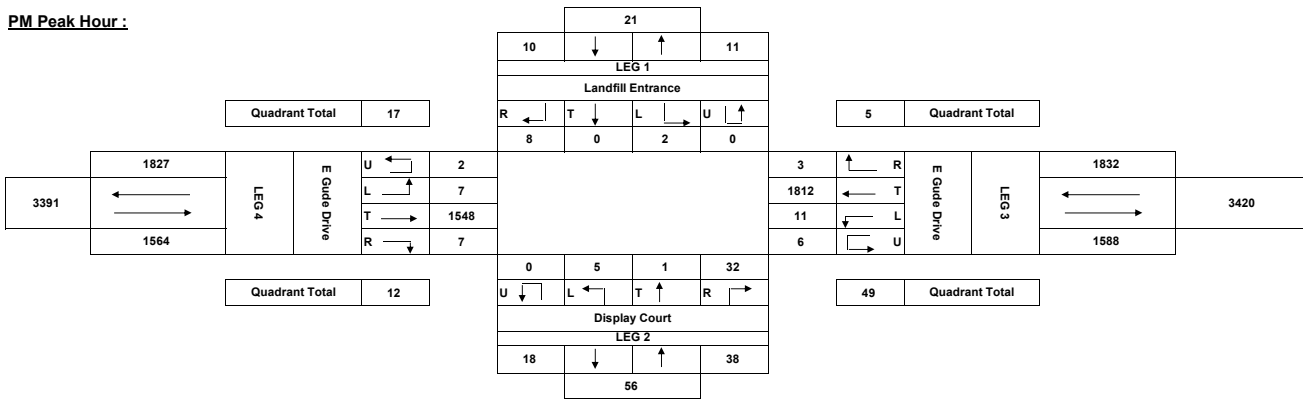 PM Peak Hour :
21
10 11
LEG 1
Landfill Entrance
Quadrant Total 17
R T L U
5 Quadrant Total
8 0 2 0
1827
U 2
3 R
1832
3391
LEG 4
E Gude Drive
L 7
1812 T
E Gude Drive
LEG 3
3420
T 1548
11 L
1564
R 7
6 U
1588
0 5 1 32
Quadrant Total 12
U L T R
49 Quadrant Total
Display Court
LEG 2
18 38
56